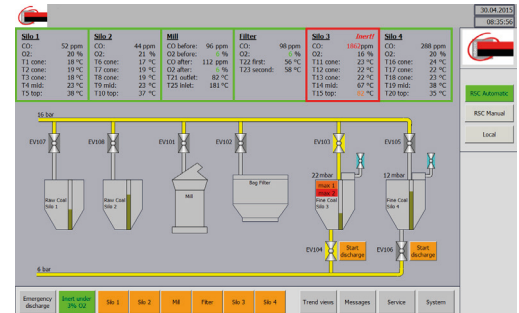 30.04.2015
08:35:56
Silo 1
CO: 52 ppm
O2: 20 %
T1 cone: 18 °C
T2 cone: 19 °C
T3 cone: 18 °C
T4 mid: 23 °C
T5 top: 38 °C
Silo 2
CO: 44 ppm
O2: 21 %
T6 cone: 17 °C
T7 cone: 19 °C
T8 cone: 19 °C
T9 mid: 23 °C
T10 top: 37 °C
Mill
CO before: 96 ppm
O2 before: %
CO after: 112 ppm
O2 after: %
T21 outlet: 82 °C
T25 inlet: 181 °C
Filter
CO: 98 ppm
O2: %
T22 first: 56 °C
T23 second: 58 °C
Silo 3 Inert!
CO: 1862ppm
O2: 16 %
T11 cone: 23 °C
T12 cone: 22 °C
T13 cone: 22 °C
T14 mid: 67 °C
T15 top: °C
Silo 4
CO: 288 ppm
O2: 20 %
T16 cone: 24 °C
T17 cone: 22 °C
T18 cone: 23 °C
T19 mid: 38 °C
T20 top: 35 °C
RSC Automatic
RSC Manual
Local
16 bar
EV107
EV108
EV101
EV102
EV103
EV105
22 mbar
12 mbar
Raw Coal
Silo 1
Raw Coal
Silo 2
Mill
Bag Filter
max 1
max 2
Fine Coal
Silo 3
Fine Coal
Silo 4
EV104
Start
discharge
EV106
Start
discharge
6 bar
Emergency
discharge
Inert under
3% O2
Silo 1
Silo 2
Mill
Filter
Silo 3
Silo 4
Trend views
Messages
Service
System